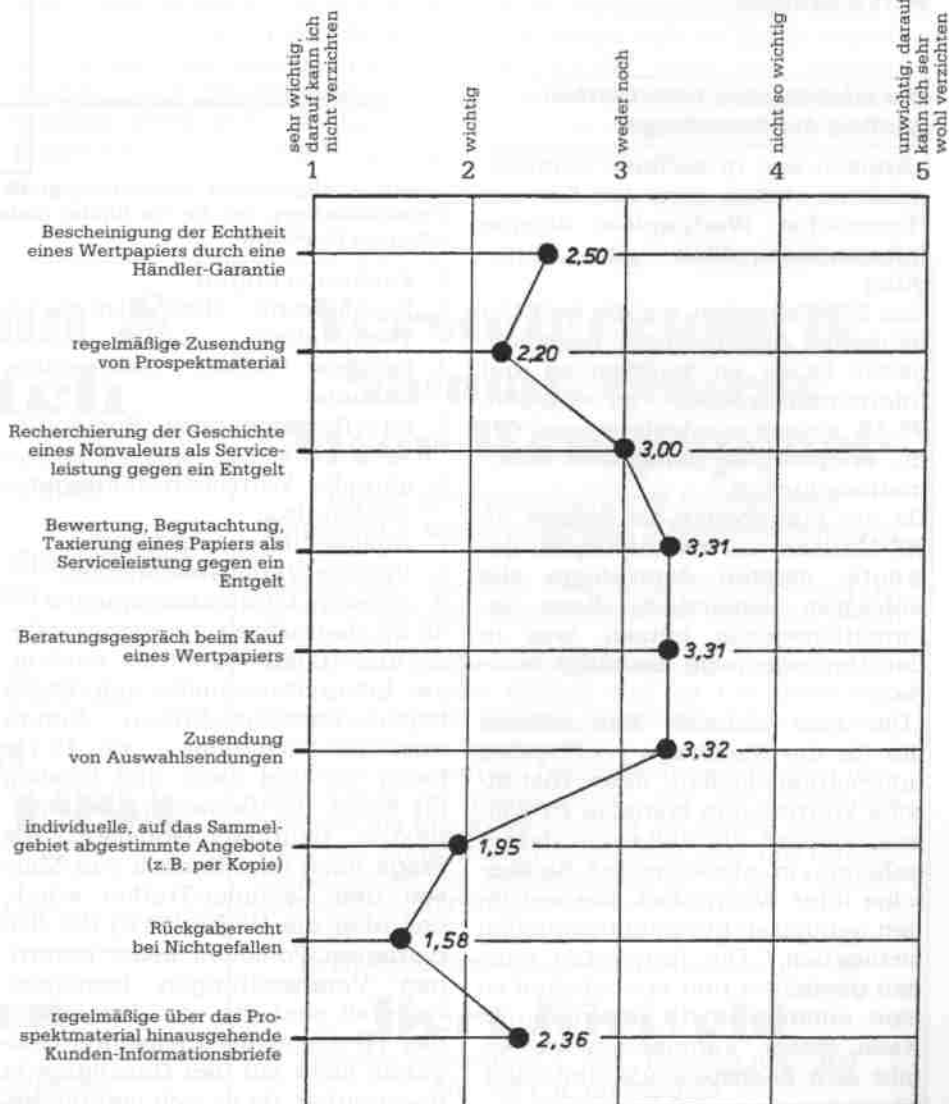 sehr wichtig,
darauf kann ich
nicht verzichten
wichtig
weder noch
nicht so wichtig
unwichtig, darauf
kann ich sehr
wohl verzichten
1 2 3 4 5
Bescheinigung der Echtheit
eines Wertpapiers durch eine
Händler-Garantie
2,50
regelmäßige Zusendung
von Prospektmaterial
2,20
Recherchierung der Geschichte
eines Nonvaleurs als Service-
leistung gegen ein Entgelt
3,00
Bewertung, Begutachtung,
Taxierung eines Papiers als
Serviceleistung gegen ein
Entgelt
3,31
Beratungsgespräch beim Kauf
eines Wertpapiers
3,31
Zusendung
von Auswahlsendungen
3,32
individuelle, auf das Sammel-
gebiet abgestimmte Angebote
(z. B. per Kopie)
1,95
Rückgaberecht
bei Nichtgefallen
1,58
regelmäßige über das Pro-
spektmaterial hinausgehende
Kunden-Informationsbriefe
2,36